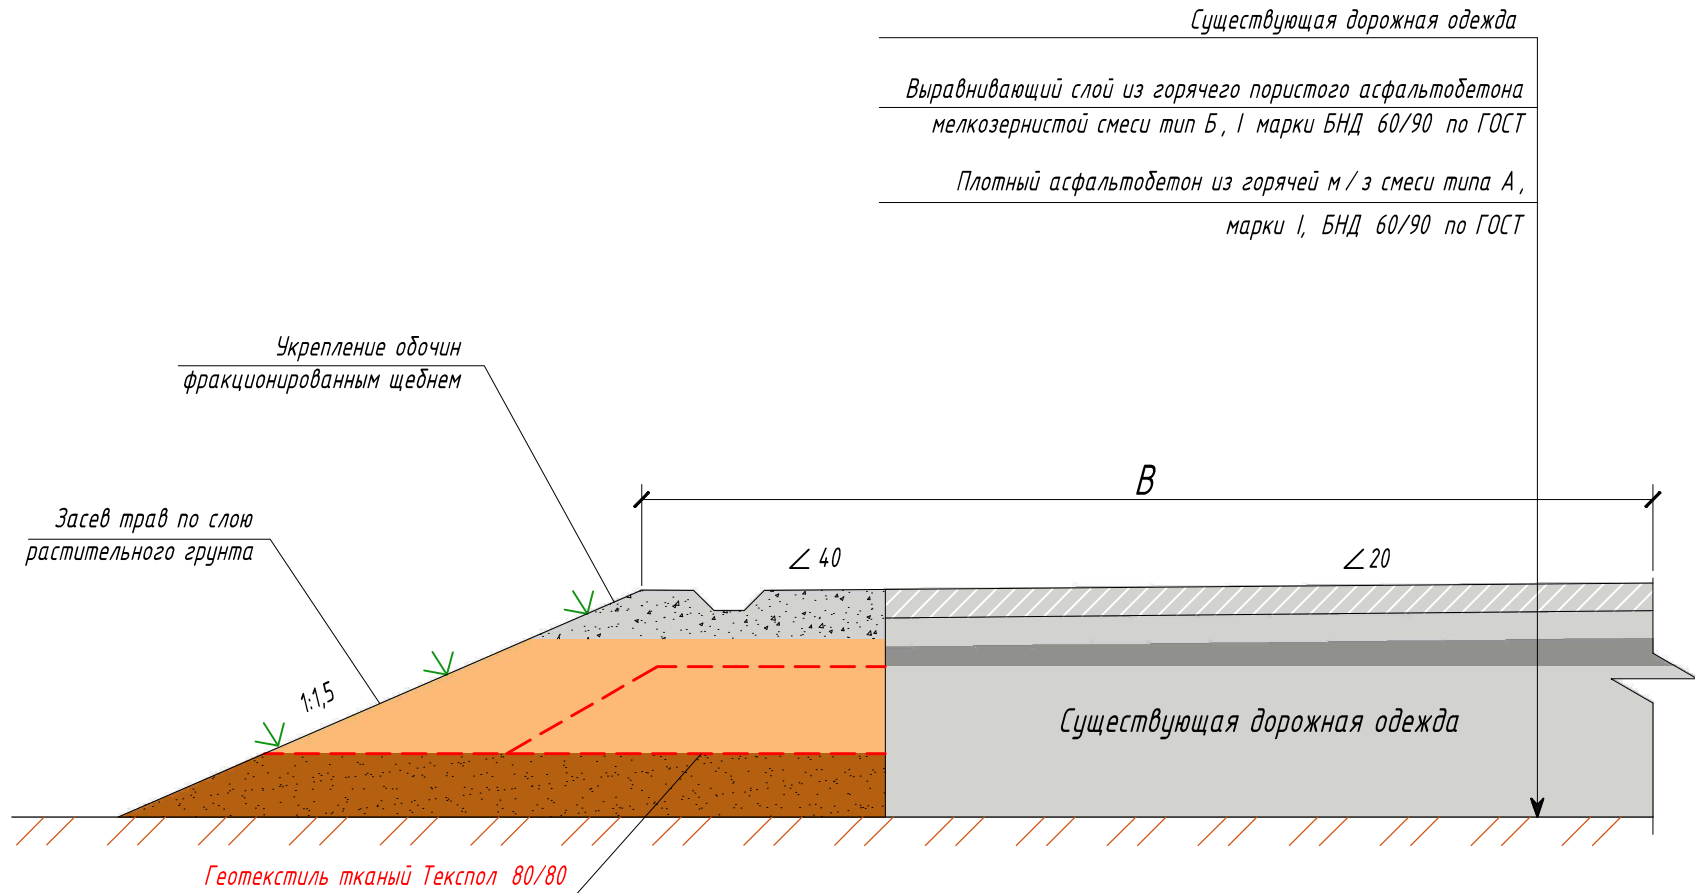 Существующая дорожная одежда
Выравнивающий слой из горячего пористого асфальтобетона
мелкозернистой смеси тип Б, I марки БНД 60/90 по ГОСТ
Плотный асфальтобетон из горячей м/з смеси типа А,
марки I, БНД 60/90 по ГОСТ
Укрепление обочин
фракционированным щебнем
Засев трав по слою
растительного грунта
В
∠ 40
∠ 20
1:1,5
Существующая дорожная одежда
Геотекстиль тканый Текспол 80/80